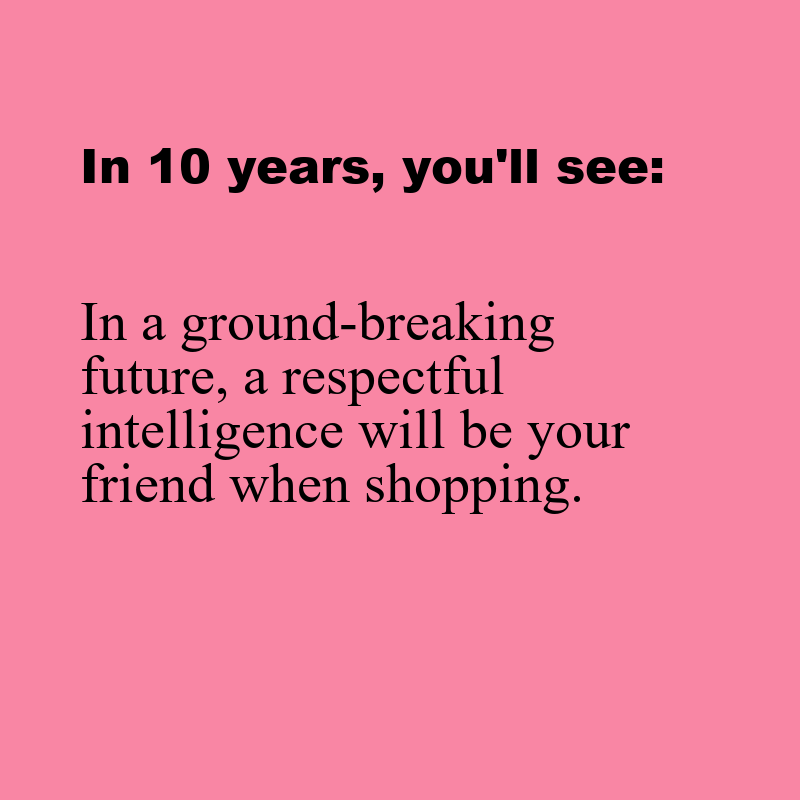 In 10 years, you'll see:
In a ground-breaking
future, a respectful
intelligence will be your
friend when shopping.